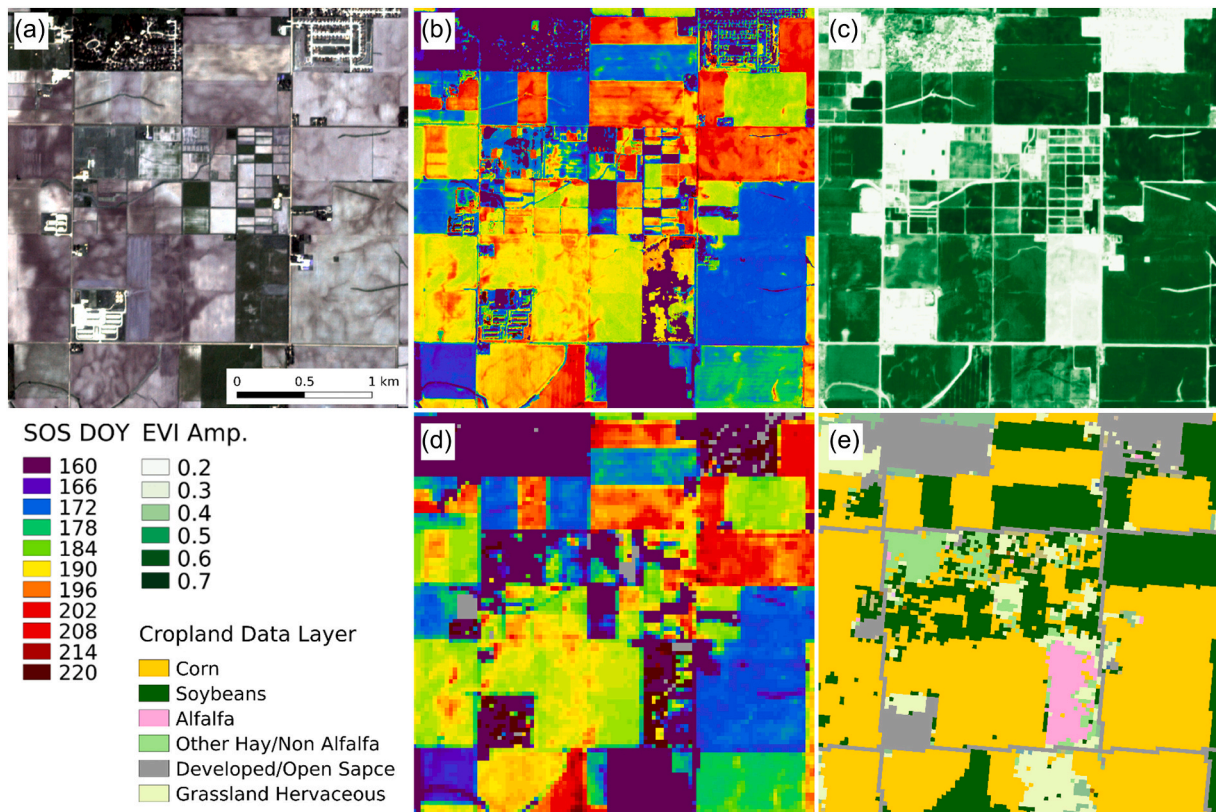 (a)
(b)
(c)
0 0.5 1 km
SOS DOY
160
166
172
178
184
190
196
202
208
214
220
EVI Amp.
0.2
0.3
0.4
0.5
0.6
0.7
Cropland Data Layer
Corn
Soybeans
Alfalfa
Other Hay/Non Alfalfa
Developed/Open Sapce
Grassland Hervaceous
(d)
(e)